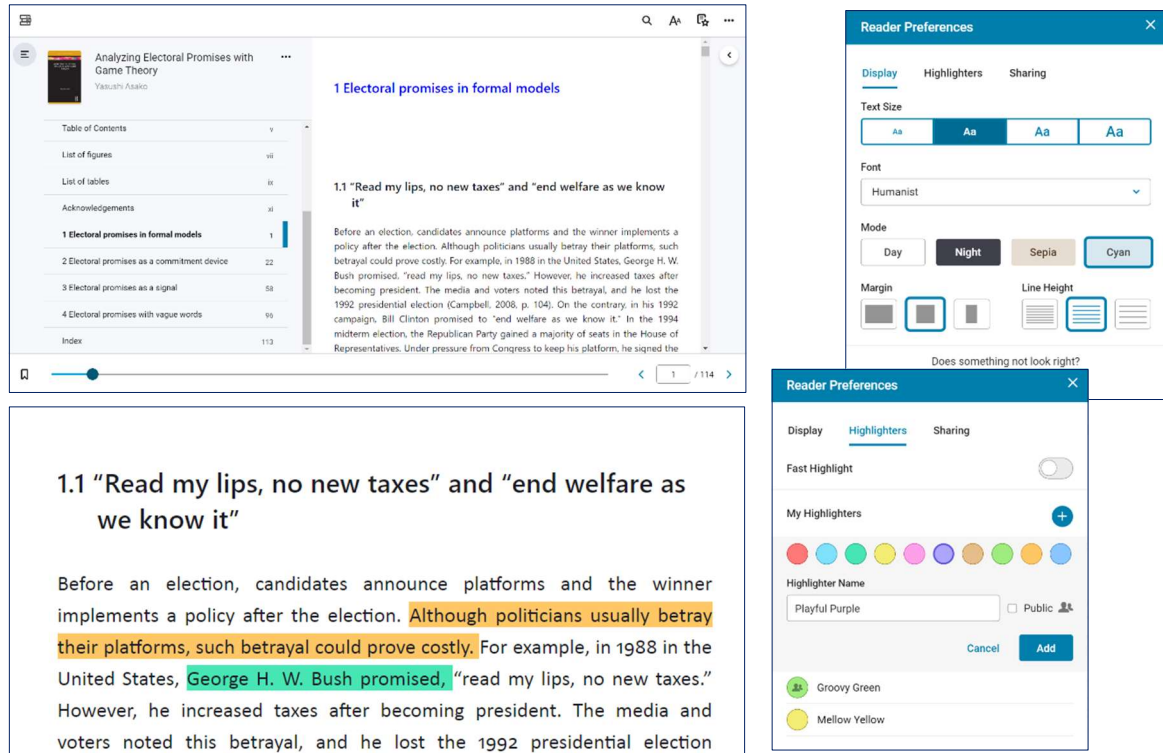 Analyzing Electoral Promises with
Game Theory
Yasushi Asako
Table of Contents v
List of figures vii
List of tables ix
Acknowledgements xi
1 Electoral promises in formal models 1
2 Electoral promises as a commitment device 22
3 Electoral promises as a signal 58
4 Electoral promises with vague words 96
Index 113
1 Electoral promises in formal models
1.1 “Read my lips, no new taxes” and “end welfare as we know
it”
Before an election, candidates announce platforms and the winner implements a
policy after the election. Although politicians usually betray their platforms, such
betrayal could prove costly. For example, in 1988 in the United States, George H. W.
Bush promised, “read my lips, no new taxes.” However, he increased taxes after
becoming president. The media and voters noted this betrayal, and he lost the
1992 presidential election (Campbell, 2008, p. 104). On the contrary, in his 1992
campaign, Bill Clinton promised to “end welfare as we know it.” In the 1994
midterm election, the Republican Party gained a majority of seats in the House of
Representatives. Under pressure from Congress to keep his platform, he signed the
1 / 114
Reader Preferences
Display Highlighters Sharing
Text Size
Aa Aa Aa Aa
Font
Humanist
Mode
Day Night Sepia Cyan
Margin Line Height
Does something not look right?
1.1 “Read my lips, no new taxes” and “end welfare as
we know it”
Before an election, candidates announce platforms and the winner
implements a policy after the election. Although politicians usually betray
their platforms, such betrayal could prove costly. For example, in 1988 in the
United States, George H. W. Bush promised, “read my lips, no new taxes.”
However, he increased taxes after becoming president. The media and
voters noted this betrayal, and he lost the 1992 presidential election
Reader Preferences
Display Highlighters Sharing
Fast Highlight
My Highlighters
Highlighter Name
Playful Purple Public
Cancel Add
Groovy Green
Mellow Yellow